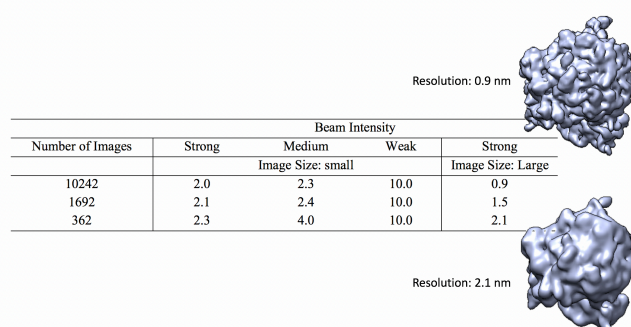 Resolution: 0.9 nm
Beam Intensity
Number of Images Strong Medium Weak Strong
Image Size: small Image Size: Large
10242 2.0 2.3 10.0 0.9
1692 2.1 2.4 10.0 1.5
362 2.3 4.0 10.0 2.1
Resolution: 2.1 nm